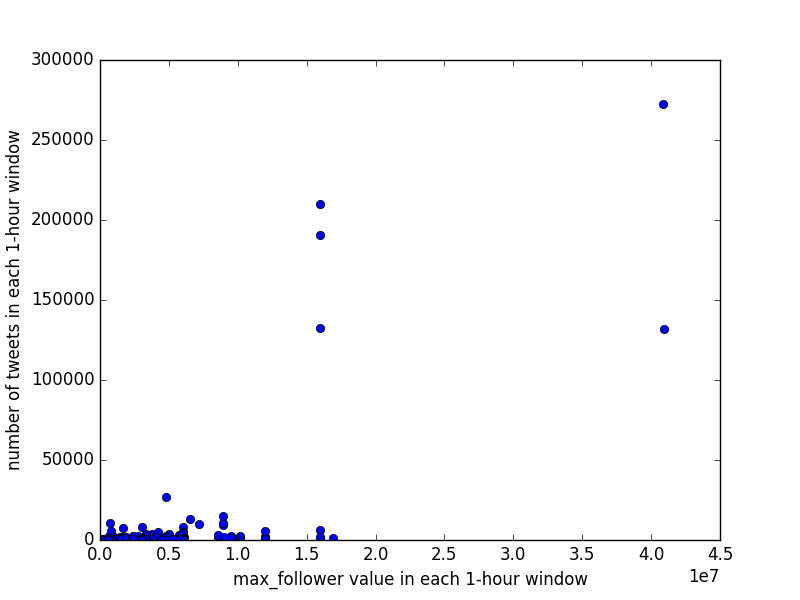 300000
250000
200000
150000
100000
50000
0
number of tweets in each 1-hour window
0.0 0.5 1.0 1.5 2.0 2.5 3.0 3.5 4.0 4.5
1e7
max_follower value in each 1-hour window